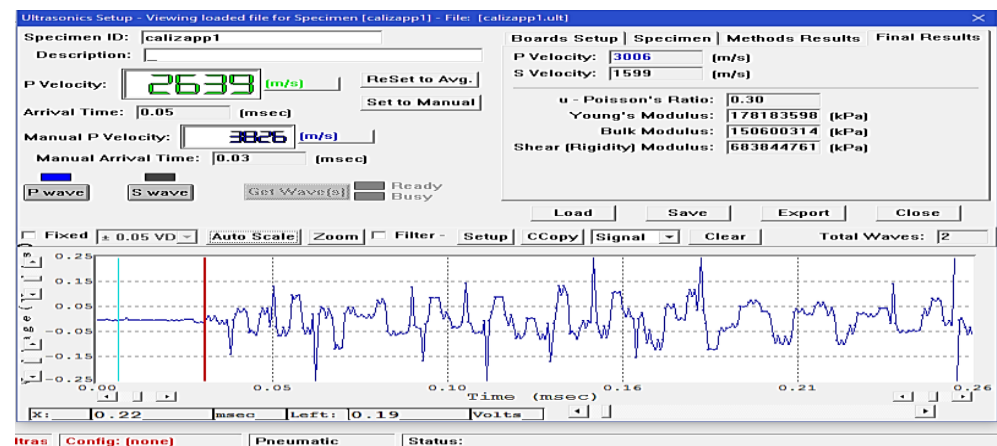 Ultrasonics Setup - Viewing loaded file for Specimen [calizapp1] - File: [calizapp1.ult]
Specimen ID: calizapp1
Description:
P Velocity: 2639 (m/s) ReSet to Avg.
Set to Manual
Arrival Time: 0.05 (msec)
Manual P Velocity: 3826 (m/s)
Manual Arrival Time: 0.03 (msec)
P wave S wave Get Wave(s) Ready
Busy
Boards Setup Specimen Methods Results Final Results
P Velocity: 3006 (m/s)
S Velocity: 1599 (m/s)
u - Poisson's Ratio: 0.30
Young's Modulus: 178183598 (kPa)
Bulk Modulus: 150600314 (kPa)
Shear (Rigidity) Modulus: 683844761 (kPa)
Load Save Export Close
Fixed ± 0.05 VD Auto Scale Zoom Filter - Setup CCopy Signal Clear Total Waves: 2
0.25
0.15
0.05
-0.05
-0.15
-0.25
0.00 0.05 0.10 0.16 0.21 0.26
Time (msec)
X: 0.22 msec Left: 0.19 Volts
ltras Config: (none) Pneumatic Status: